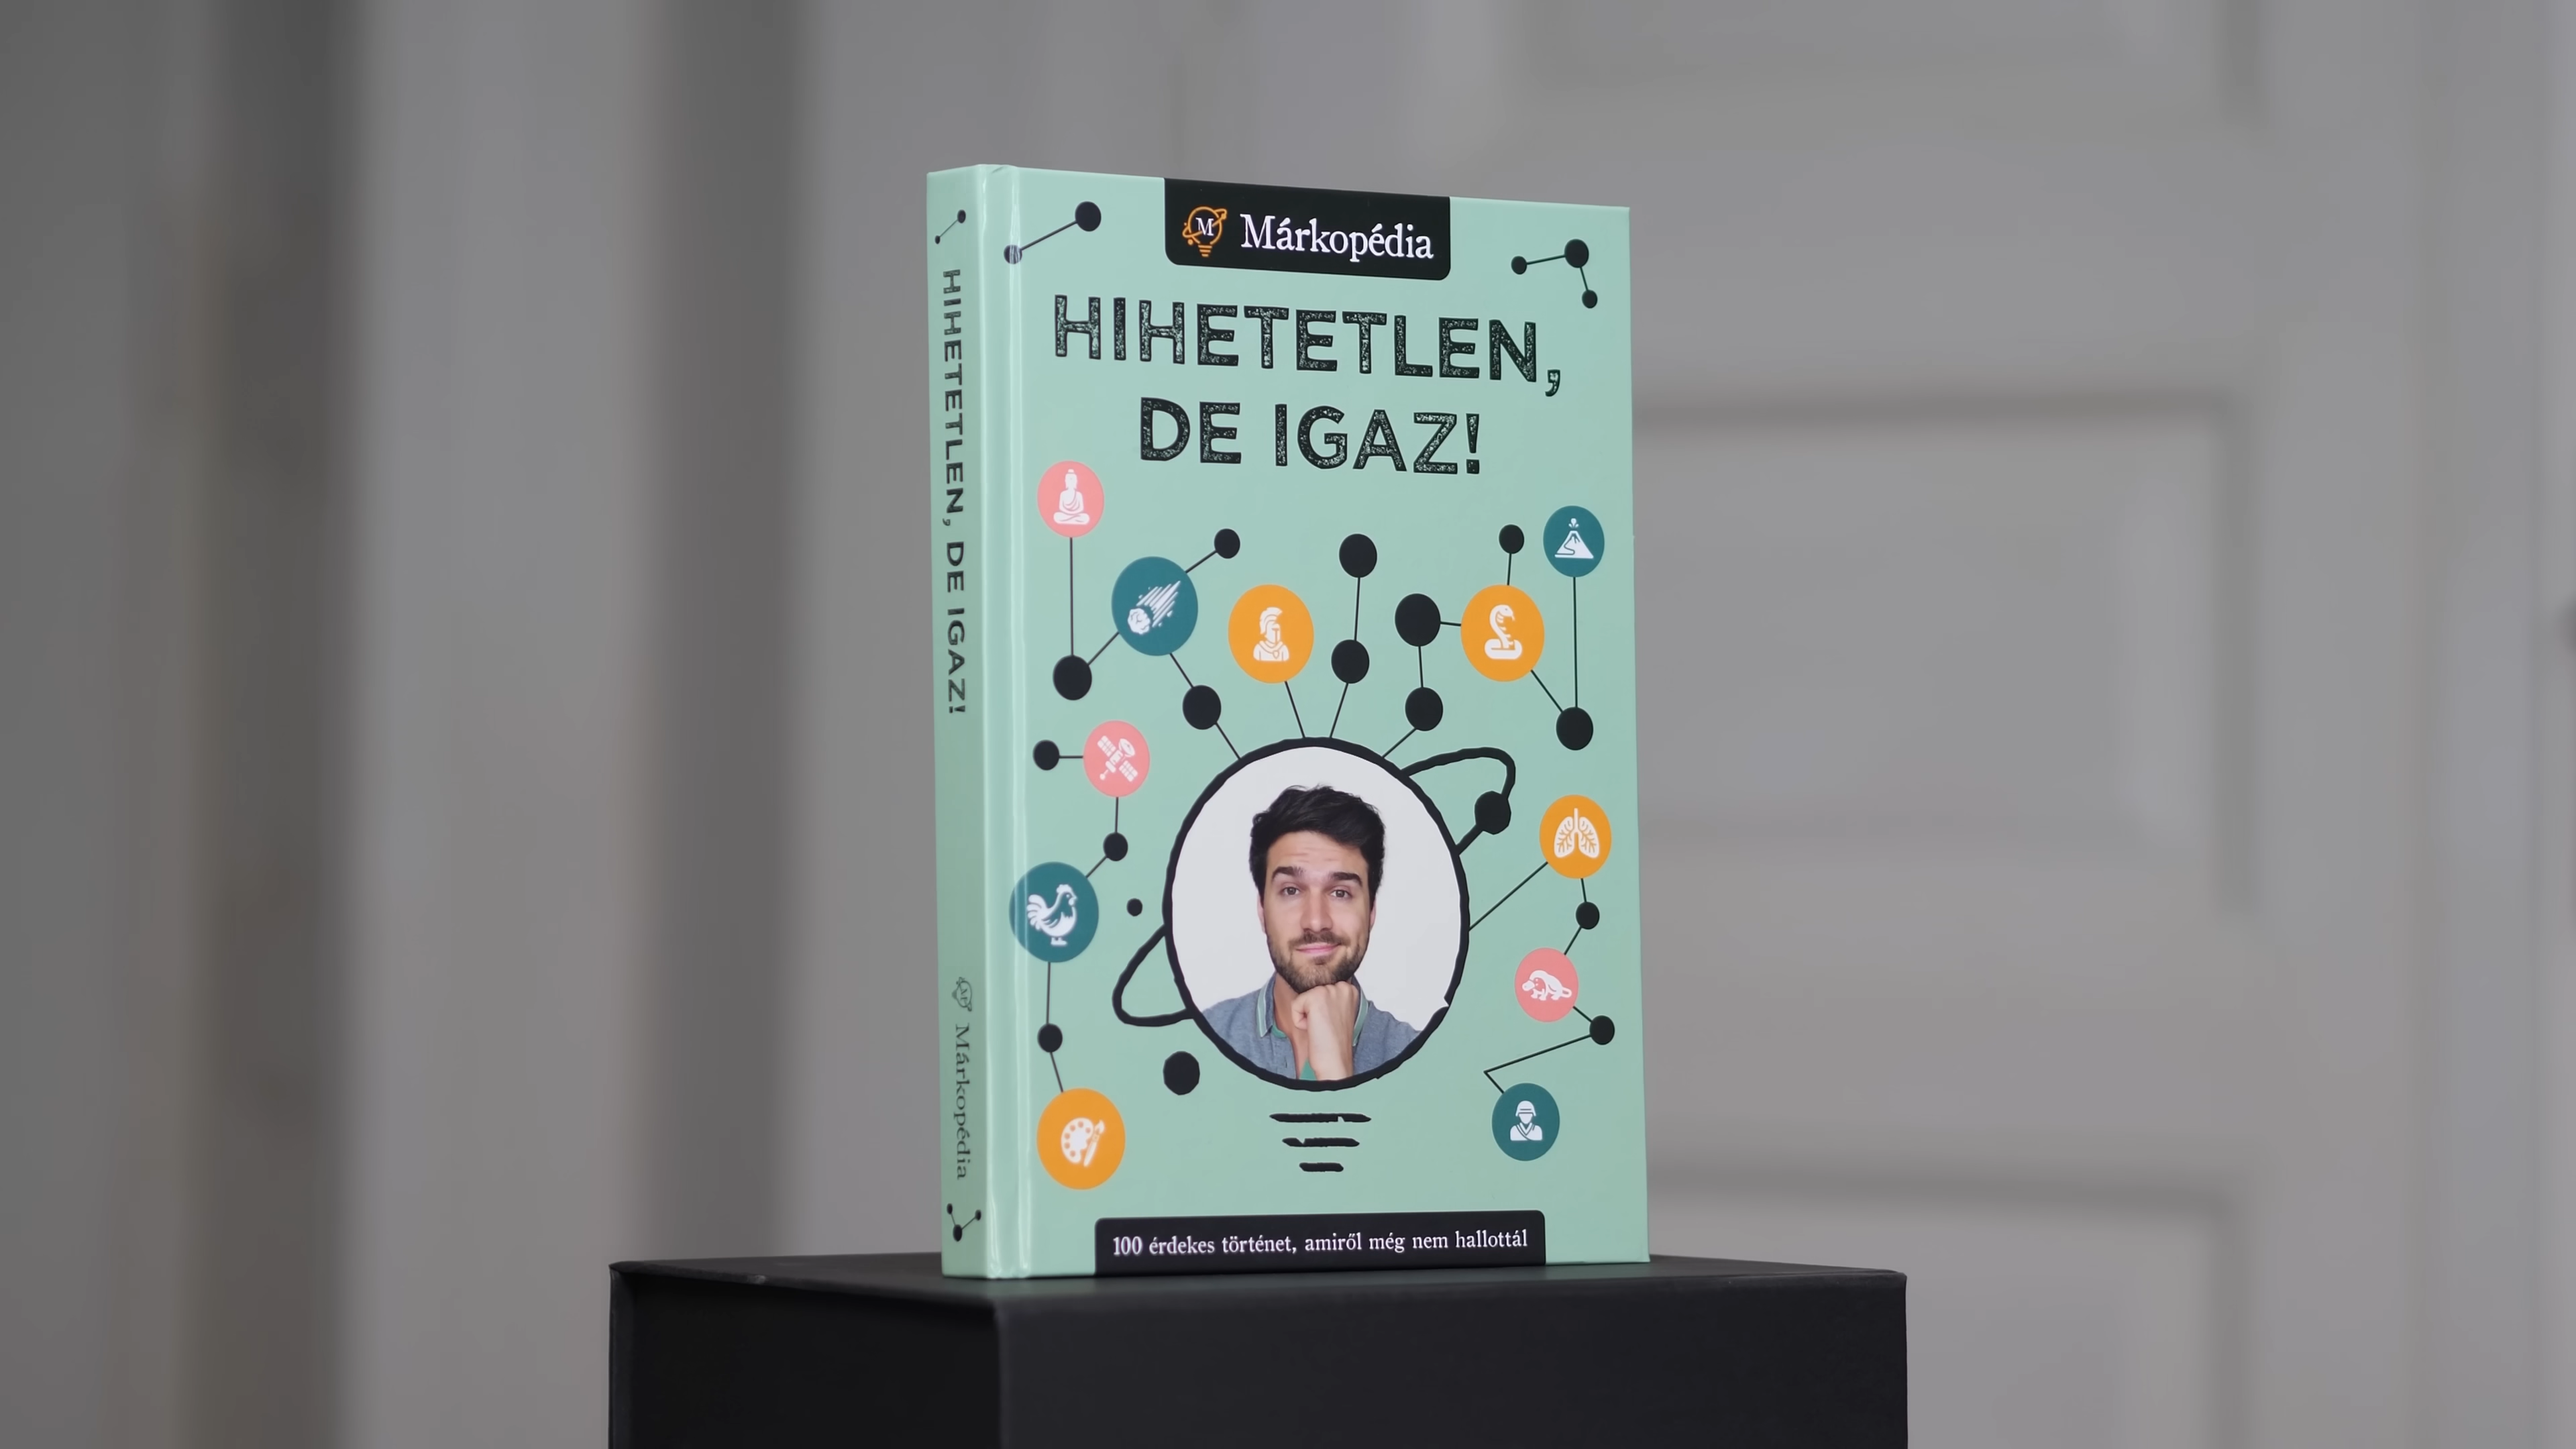 M
Márkopédia
HIHETETLEN,
DE IGAZ!
100 érdekes történet, amiről még nem hallottál
HIHETETLEN, DE IGAZ!
M
Márkopédia